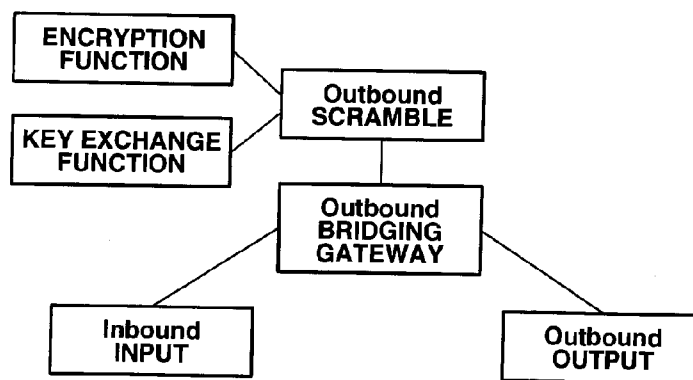 ENCRYPTION
FUNCTION
Outbound
SCRAMBLE
KEY EXCHANGE
FUNCTION
Outbound
BRIDGING
GATEWAY
Inbound
INPUT
Outbound
OUTPUT